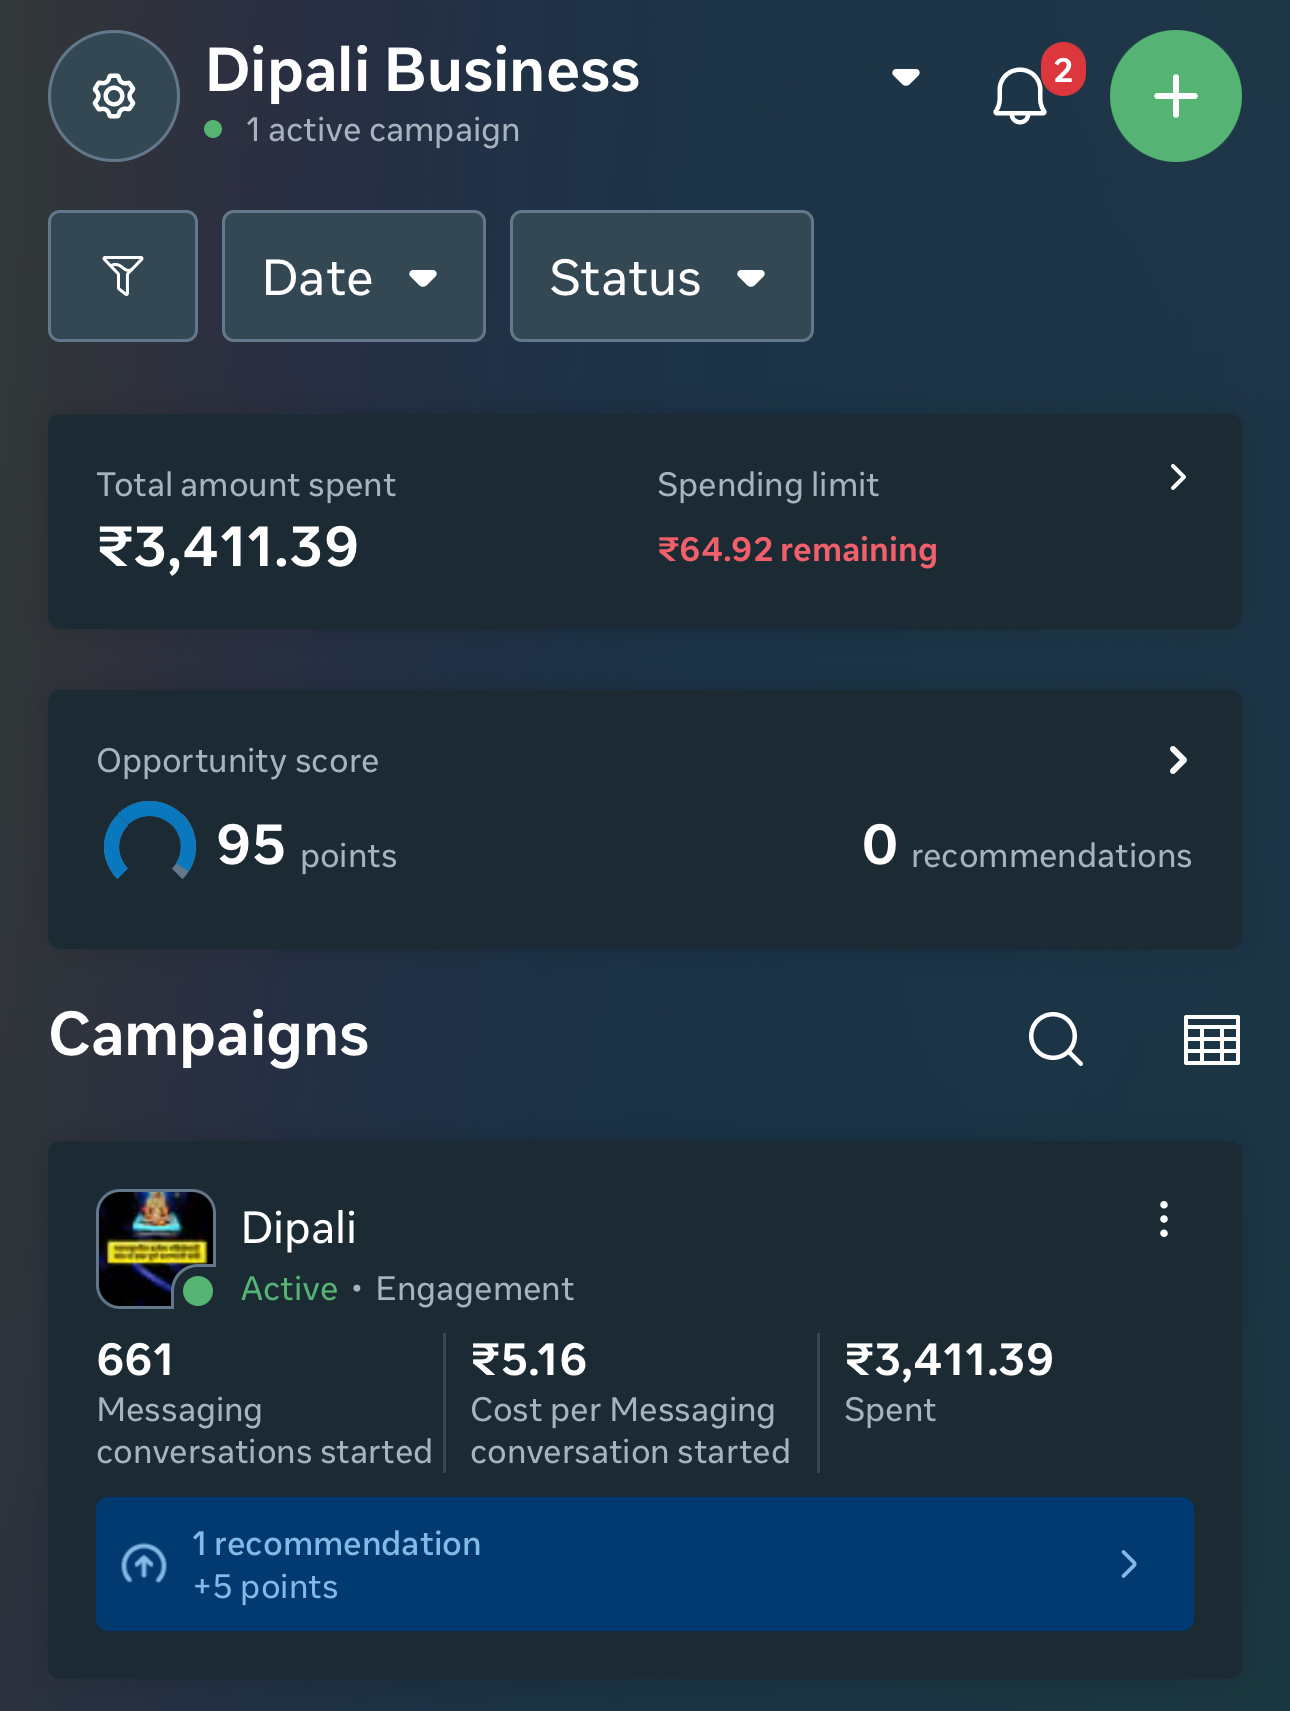 Dipali Business
1 active campaign
2
Date
Status
Total amount spent
₹3,411.39
Spending limit
₹64.92 remaining
Opportunity score
95 points
0 recommendations
Campaigns
Dipali
Active • Engagement
661
Messaging
conversations started
₹5.16
Cost per Messaging
conversation started
₹3,411.39
Spent
1 recommendation
+5 points